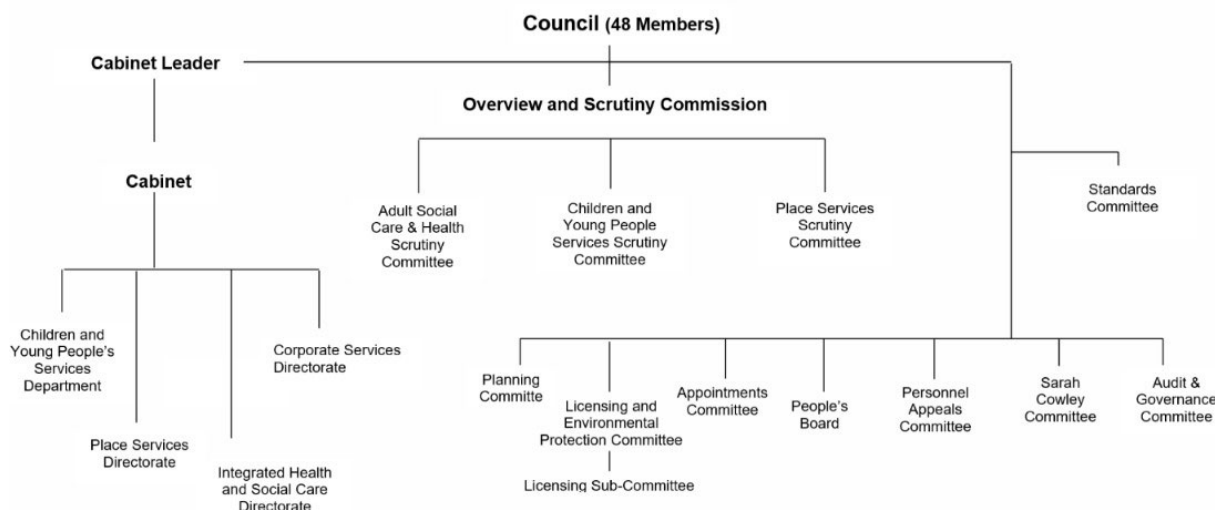 Council (48 Members)
Cabinet Leader
Overview and Scrutiny Commission
Cabinet
Adult Social
Care & Health
Scrutiny
Committee
Children and
Young People
Services Scrutiny
Committee
Place Services
Scrutiny
Committee
Standards
Committee
Children and
Young People's
Services
Department
Place Services
Directorate
Integrated Health
and Social Care
Directorate
Corporate Services
Directorate
Planning
Committe
Licensing and
Environmental
Protection Committee
Licensing Sub-Committee
Appointments
Committee
People's
Board
Personnel
Appeals
Committee
Sarah
Cowley
Committee
Audit &
Governance
Committee